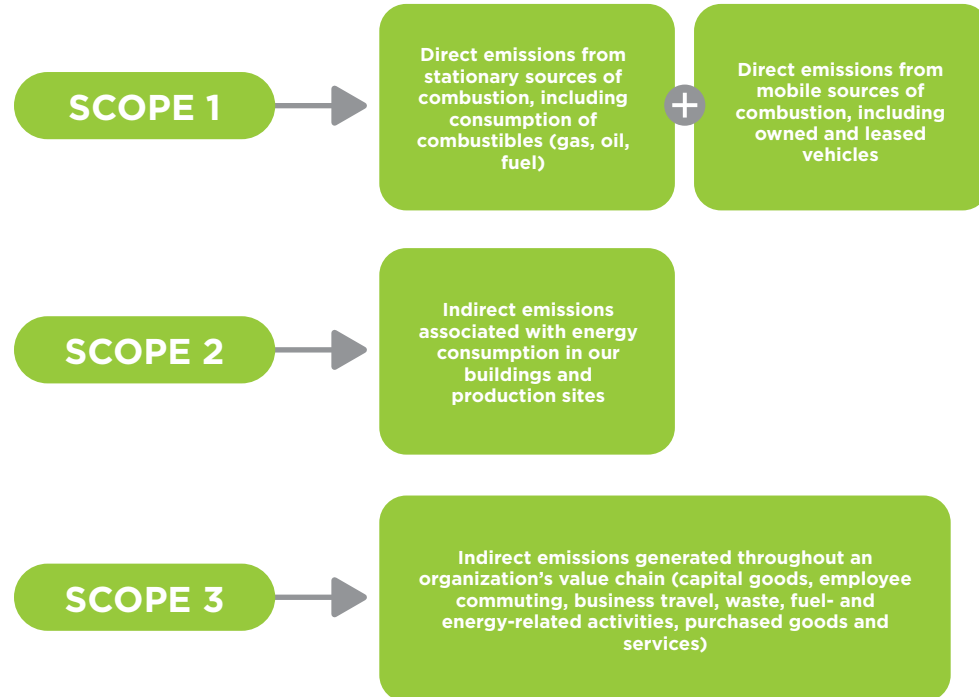 SCOPE 1
Direct emissions from
stationary sources of
combustion, including
consumption of
combustibles (gas, oil,
fuel)
+
Direct emissions from
mobile sources of
combustion, including
owned and leased
vehicles
SCOPE 2
Indirect emissions
associated with energy
consumption in our
buildings and
production sites
SCOPE 3
Indirect emissions generated throughout an
organization’s value chain (capital goods, employee
commuting, business travel, waste, fuel- and
energy-related activities, purchased goods and
services)